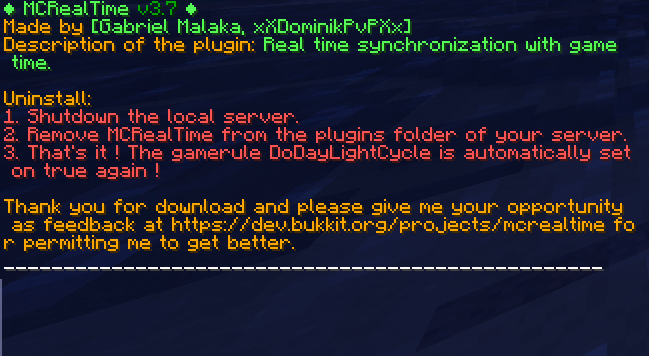 ♦ MCRealTime v3.7 ♦
Made by [Gabriel Malaka, xXDominikPvPXx]
Description of the plugin: Real time synchronization with game
time.
Uninstall:
1. Shutdown the local server.
2. Remove MCRealTime from the plugins folder of your server.
3. That's it ! The gamerule DoDayLightCycle is automatically set
on true again !
Thank you for download and please give me your opportunity
as feedback at https://dev.bukkit.org/projects/mcrealtime fo
r permitting me to get better.
--------------------------------------------------